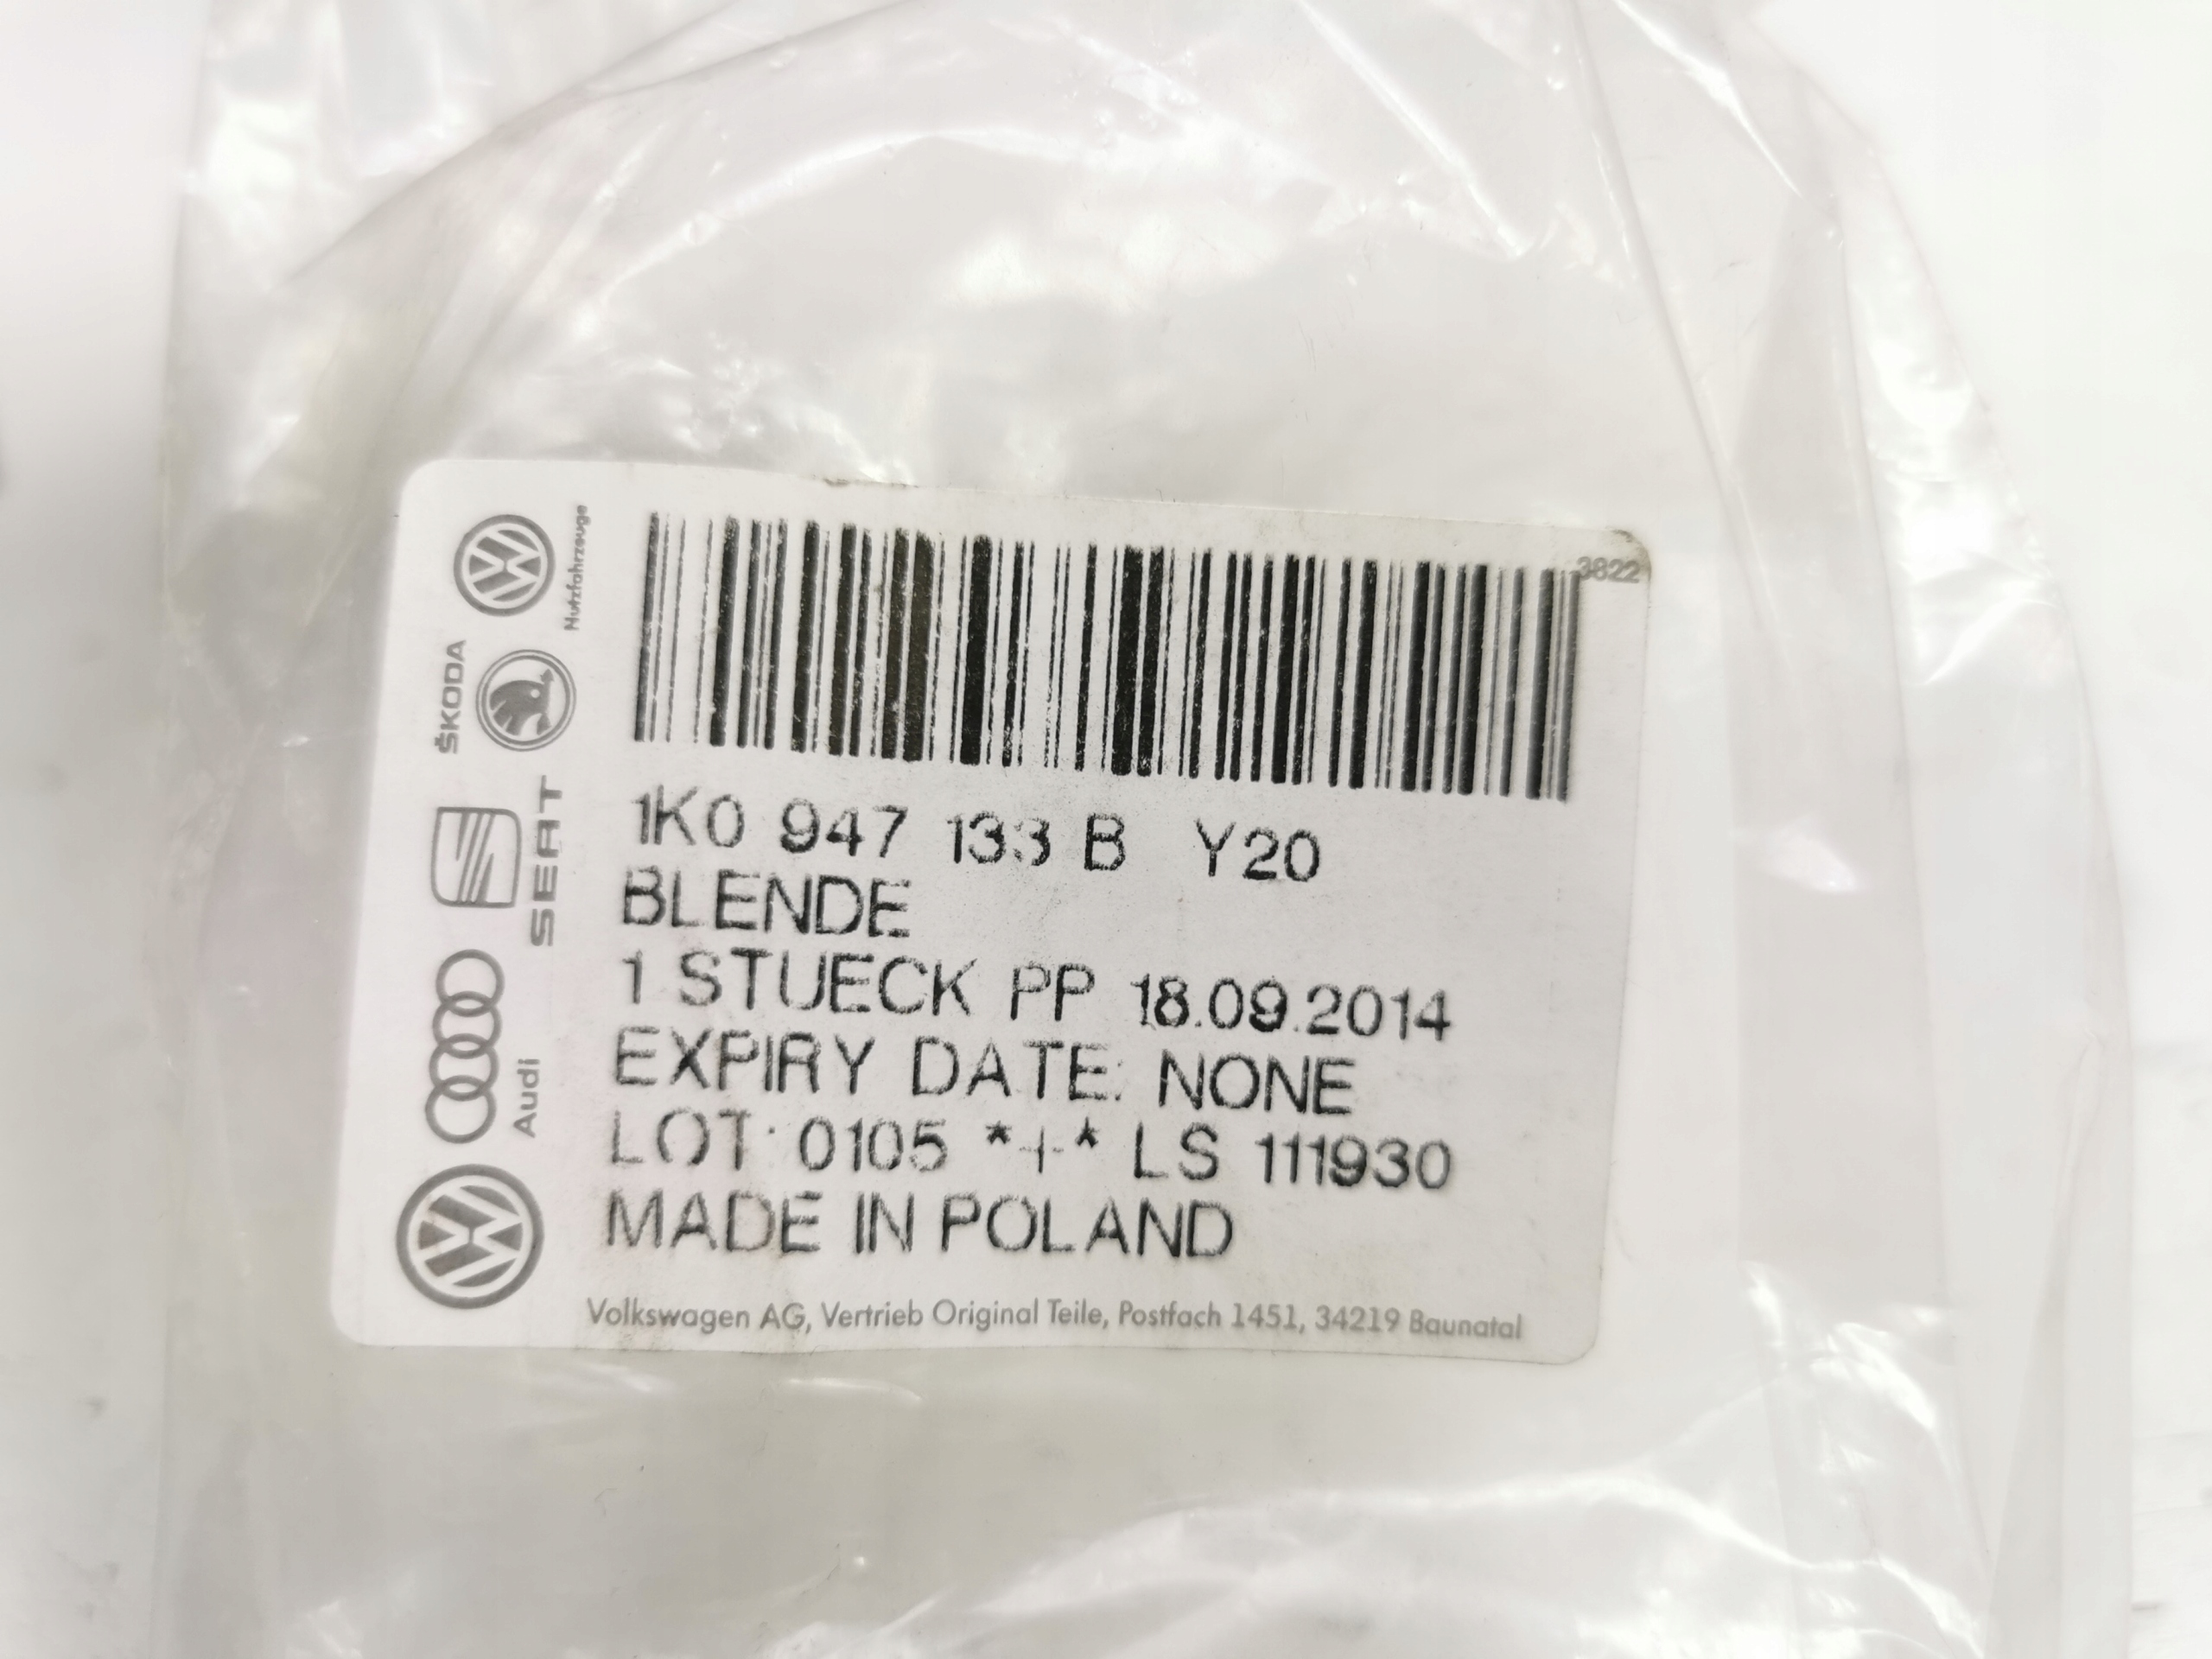 3822
1K0 947 133 B Y20
BLENDE
1 STUECK PP 18.09.2014
EXPIRY DATE: NONE
LOT: 0105 *+* LS 111930
MADE IN POLAND
Volkswagen AG, Vertrieb Original Teile, Postfach 1451, 34219 Baunatal
Nutzfahrzeuge
ŠKODA
SEAT
Audi